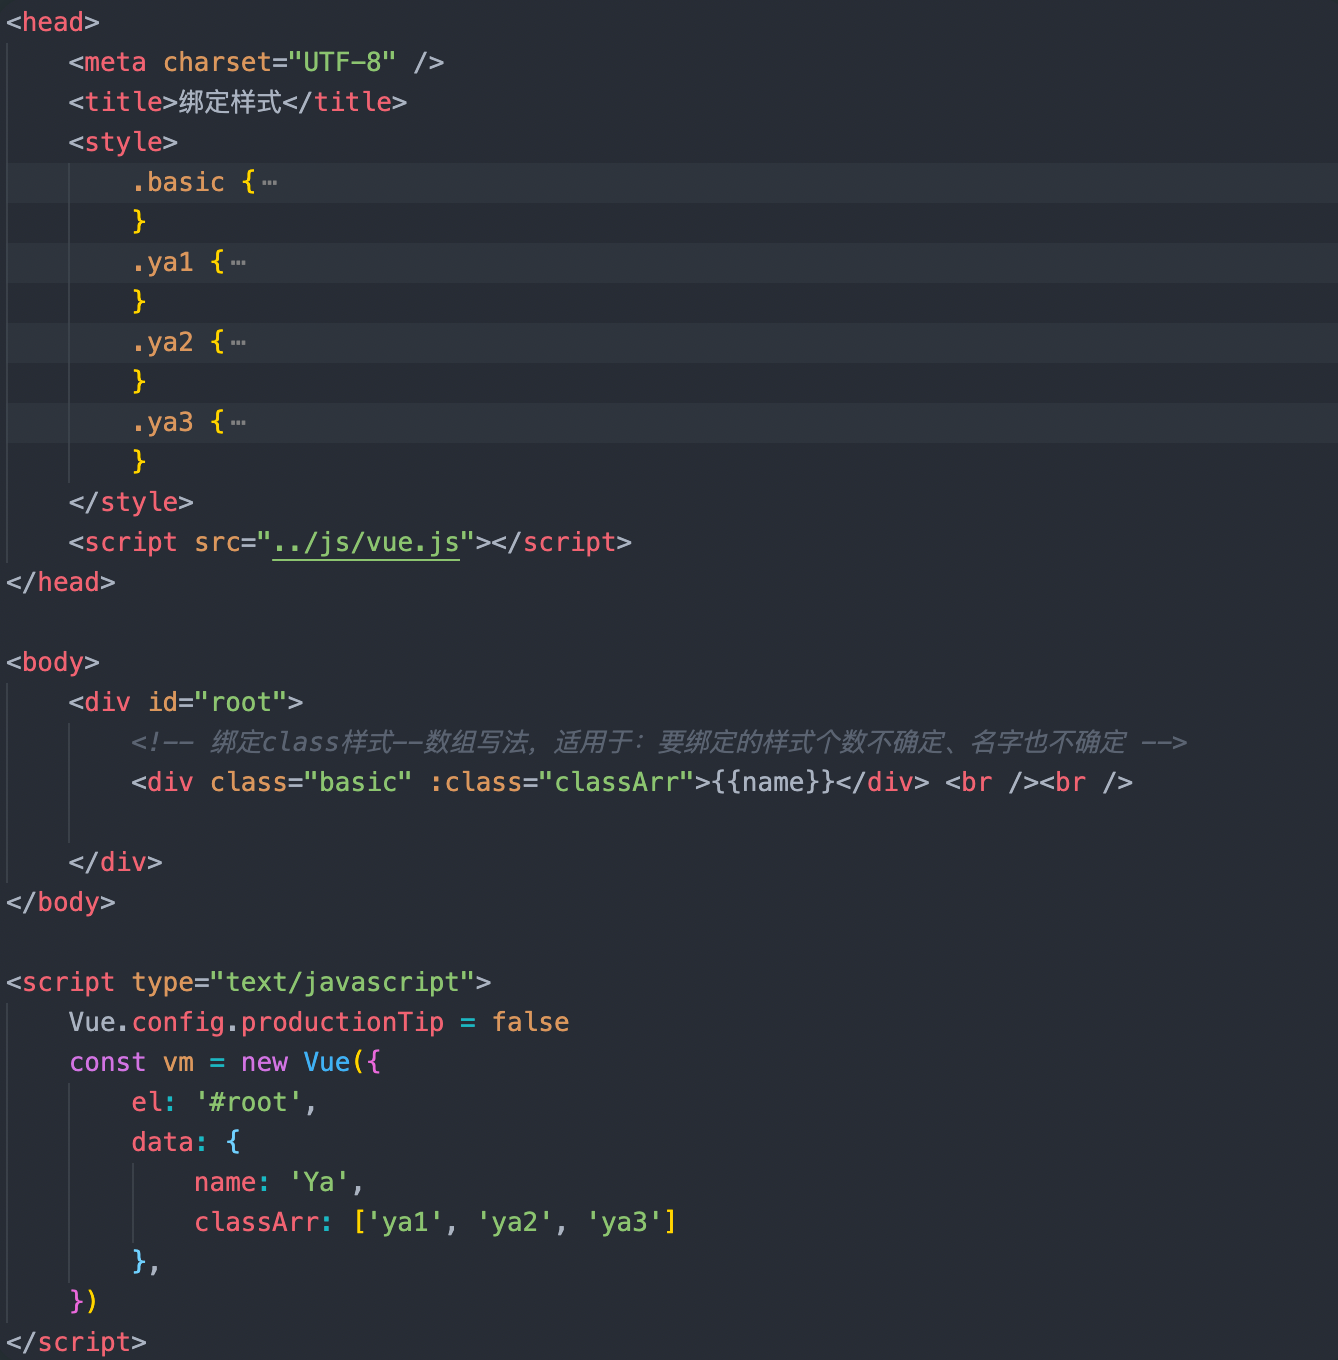 <head>
<meta charset="UTF-8" />
<title>绑定样式</title>
<style>
.basic {⋯
}
.ya1 {⋯
}
.ya2 {⋯
}
.ya3 {⋯
}
</style>
<script src="../js/vue.js"></script>
</head>
<body>
<div id="root">
<!-- 绑定class样式--数组写法，适用于：要绑定的样式个数不确定、名字也不确定 -->
<div class="basic" :class="classArr">{{name}}</div> <br /><br />
</div>
</body>
<script type="text/javascript">
Vue.config.productionTip = false
const vm = new Vue({
el: '#root',
data: {
name: 'Ya',
classArr: ['ya1', 'ya2', 'ya3']
},
})
</script>